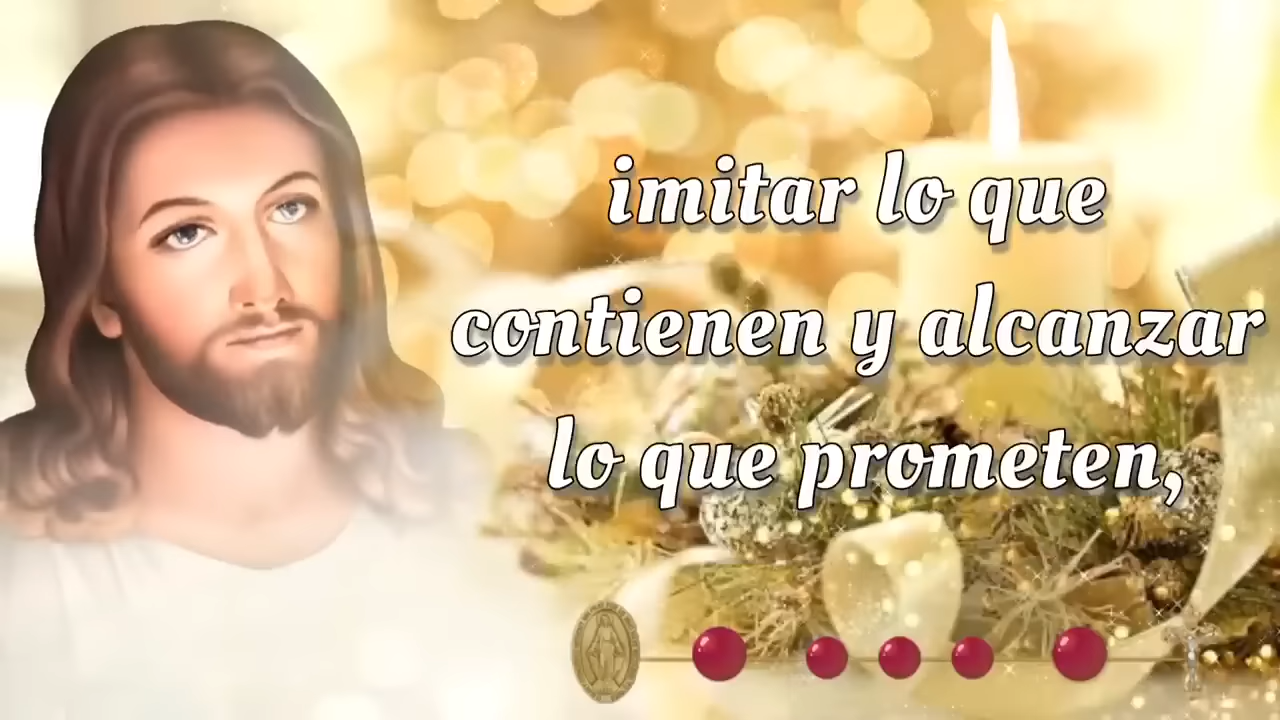 imitar lo que
contienen y alcanzar
lo que prometen,